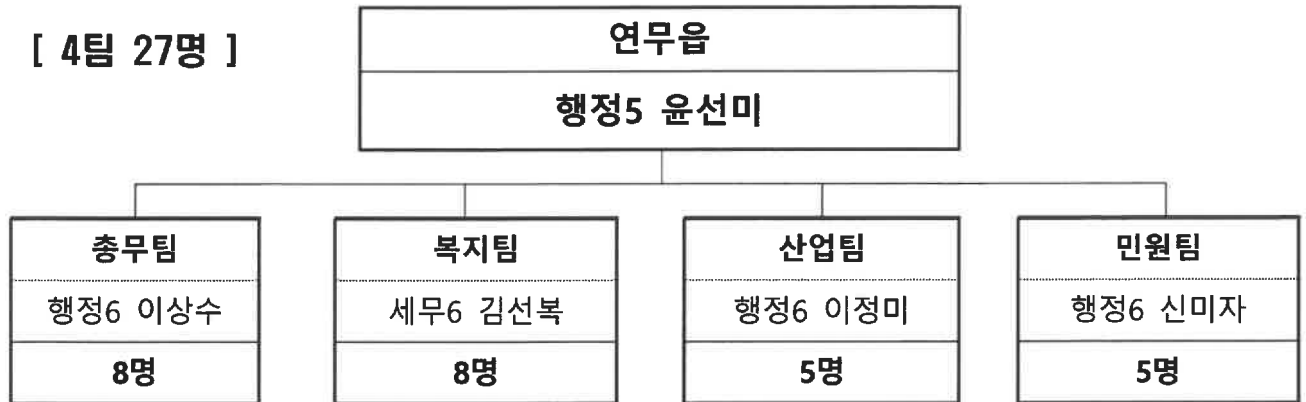 [ 4팀 27명 ]
연무읍
행정5 윤선미
총무팀
행정6 이상수
8명
복지팀
세무6 김선복
8명
산업팀
행정6 이정미
5명
민원팀
행정6 신미자
5명